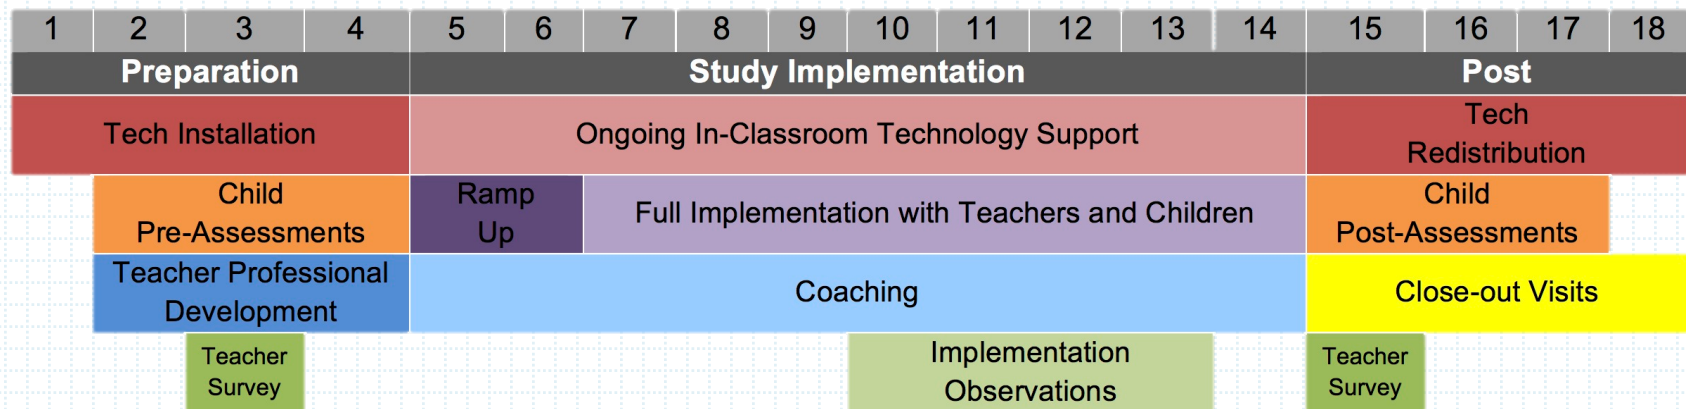 1 2 3 4 5 6 7 8 9 10 11 12 13 14 15 16 17 18
Preparation Study Implementation Post
Tech Installation
Ongoing In-Classroom Technology Support
Tech
Redistribution
Child
Pre-Assessments
Ramp
Up
Full Implementation with Teachers and Children
Child
Post-Assessments
Teacher Professional
Development
Coaching
Close-out Visits
Teacher
Survey
Implementation
Observations
Teacher
Survey